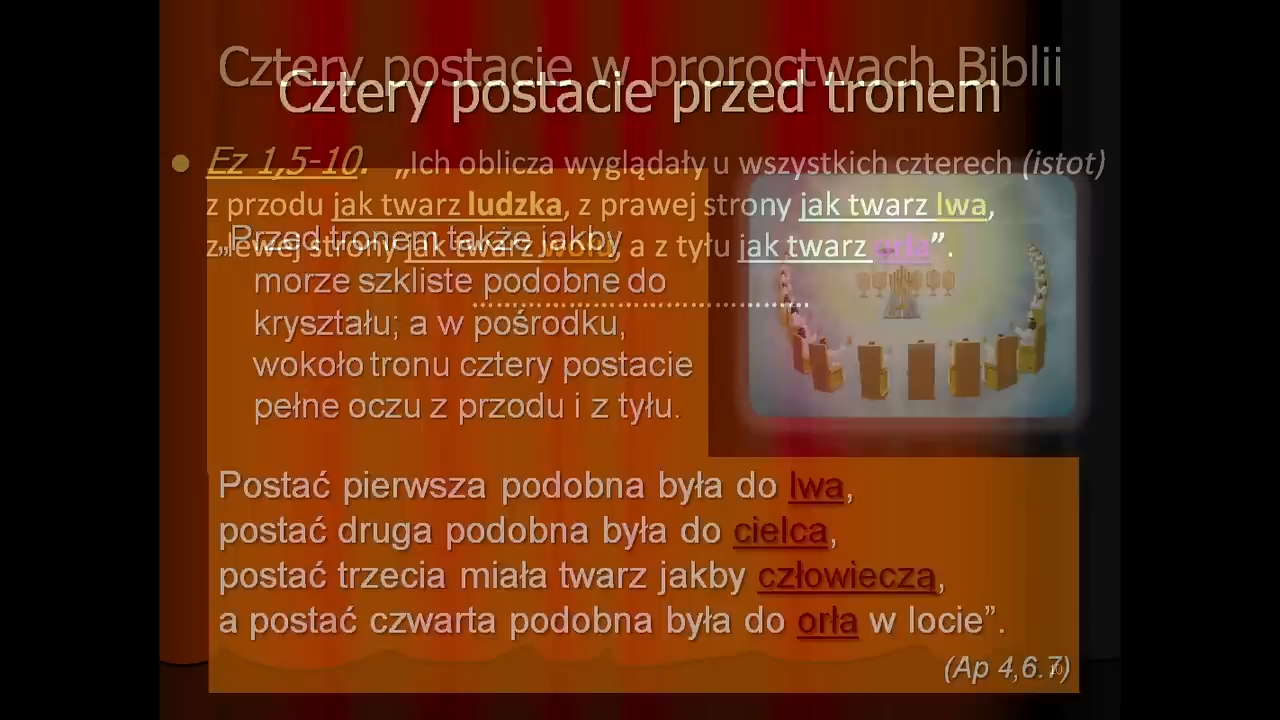 Cztery postacie w proroctwach Biblii
Cztery postacie przed tronem
Ez 1,5-10. „Ich oblicza wyglądały u wszystkich czterech (istot)
z przodu jak twarz ludzka, z prawej strony jak twarz lwa,
z lewej strony jak twarz wołu, a z tyłu jak twarz orła”.
„Przed tronem także jakby
morze szkliste podobne do
kryształu; a w pośrodku,
wokoło tronu cztery postacie
pełne oczu z przodu i z tyłu.
Postać pierwsza podobna była do lwa,
postać druga podobna była do cielca,
postać trzecia miała twarz jakby człowieczą,
a postać czwarta podobna była do orła w locie”.
(Ap 4,6.7)